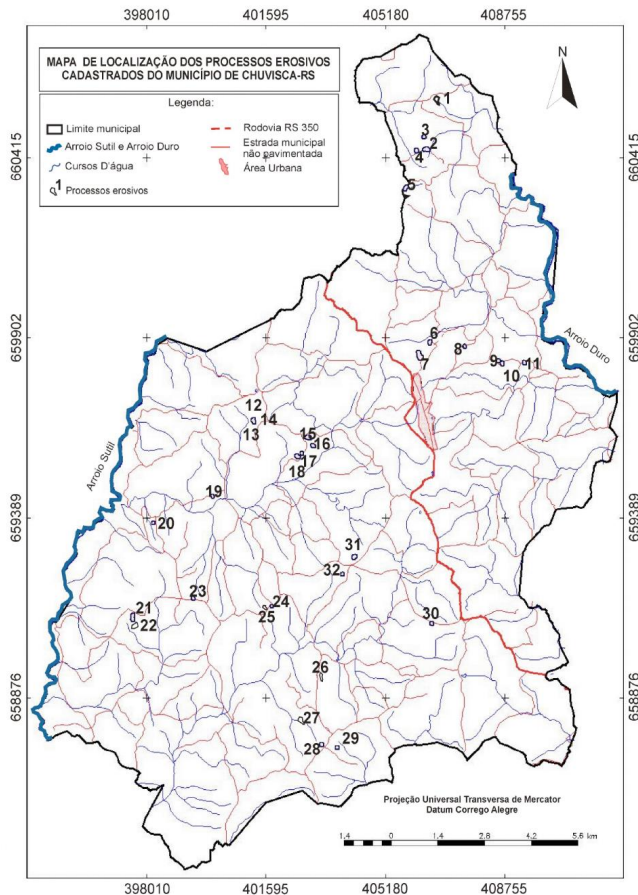 398010 401595 405180 408755
MAPA DE LOCALIZAÇÃO DOS PROCESSOS EROSIVOS
CADASTRADOS DO MUNICÍPIO DE CHUVISCA-RS
Legenda:
Limite municipal
Arroio Sutil e Arroio Duro
Cursos D'água
1 Processos erosivos
Rodovia RS 350
Estrada municipal
não pavimentada
Área Urbana
N
1
3
2
4
660415 660415
5
659902 659902
Arroio Duro
6
8
7
9
11
10
12
14
13
15
16
17
18
Arroio Sutil
19
659389 659389
20
31
32
23
24
25
21
22
30
26
658876 658876
27
28
29
Projeção Universal Transversa de Mercator
Datum Corrego Alegre
1,4 0 1,4 2,8 4,2 5,6 km
398010 401595 405180 408755